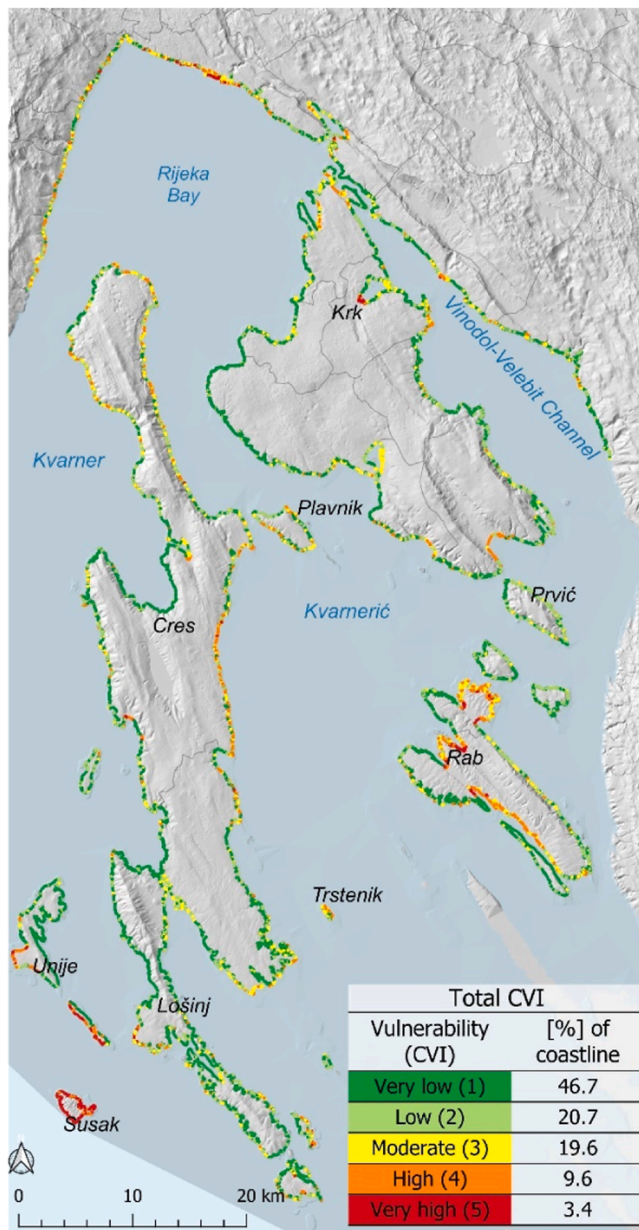 Rijeka
Bay
Krk
Vinodol-Velebit Channel
Kvarner
Plavnik
Prvić
Kvarnerić
Cres
Rab
Trstenik
Unije
Lošinj
Susak
Total CVI
Vulnerability [%] of
(CVI) coastline
Very low (1) 46.7
Low (2) 20.7
Moderate (3) 19.6
High (4) 9.6
Very high (5) 3.4
0 10 20 km